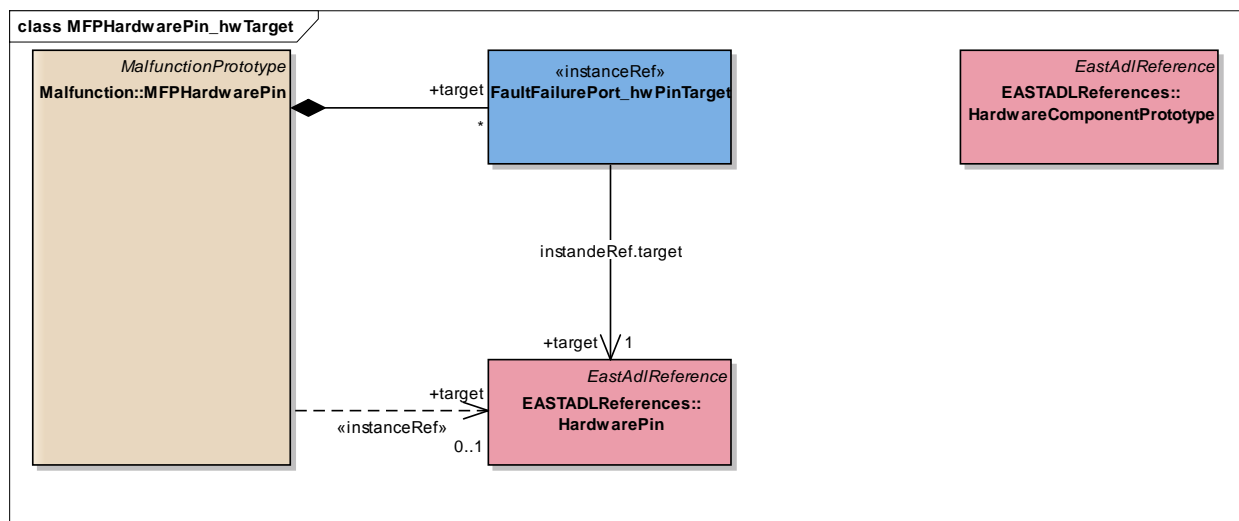 class MFPHardwarePin_hwTarget
MalfunctionPrototype
Malfunction::MFPHardwarePin
+target
*
«instanceRef»
FaultFailurePort_hwPinTarget
EastAdlReference
EASTADLReferences::
HardwareComponentPrototype
instandeRef.target
+target
1
+target
«instanceRef»
0..1
EastAdlReference
EASTADLReferences::
HardwarePin